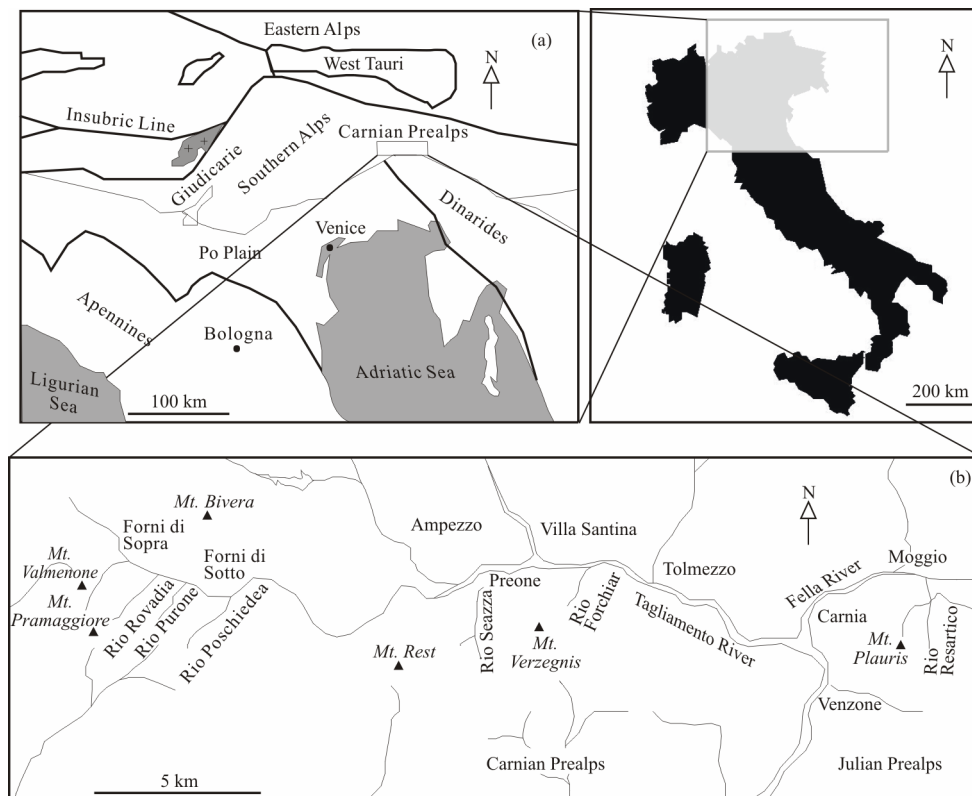 Eastern Alps
(a)
N
West Tauri
Insubric Line
Carnian Prealps
Giudicarie
Southern Alps
Dinarides
Venice
Po Plain
Apennines
Bologna
Adriatic Sea
Ligurian
Sea
100 km
N
200 km
(b)
N
Mt. Bivera
Forni di
Sopra
Ampezzo
Villa Santina
Mt.
Valmenone
Forni di
Sotto
Moggio
Tolmezzo
Preone
Fella River
Mt.
Pramaggiore
Rio Rovadia
Rio Purone
Rio Poschiedea
Rio Seazza
Rio
Forchiar
Tagliamento River
Carnia
Mt. Rest
Mt.
Verzegnis
Mt.
Plauris
Rio
Resartico
Venzone
Carnian Prealps
Julian Prealps
5 km